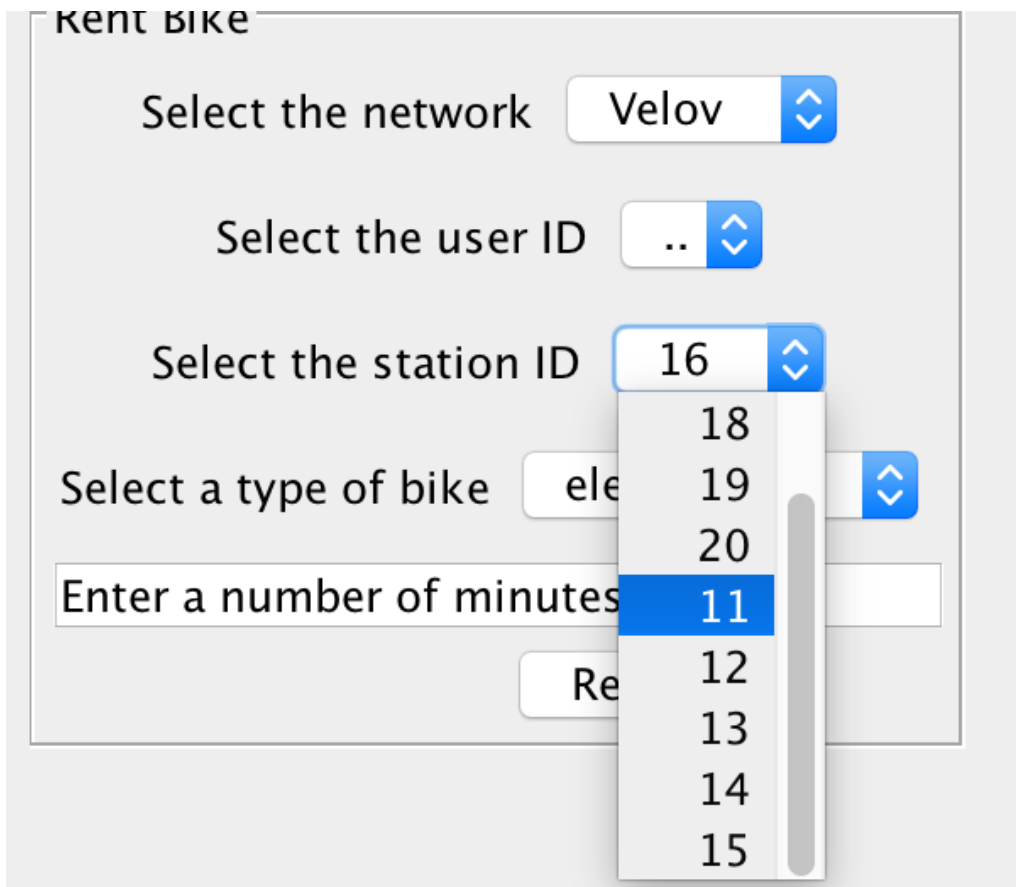 Rent Bike
Select the network Velov
Select the user ID ..
Select the station ID 16
18
Select a type of bike ele 19
20
Enter a number of minutes 11
12
Re
13
14
15